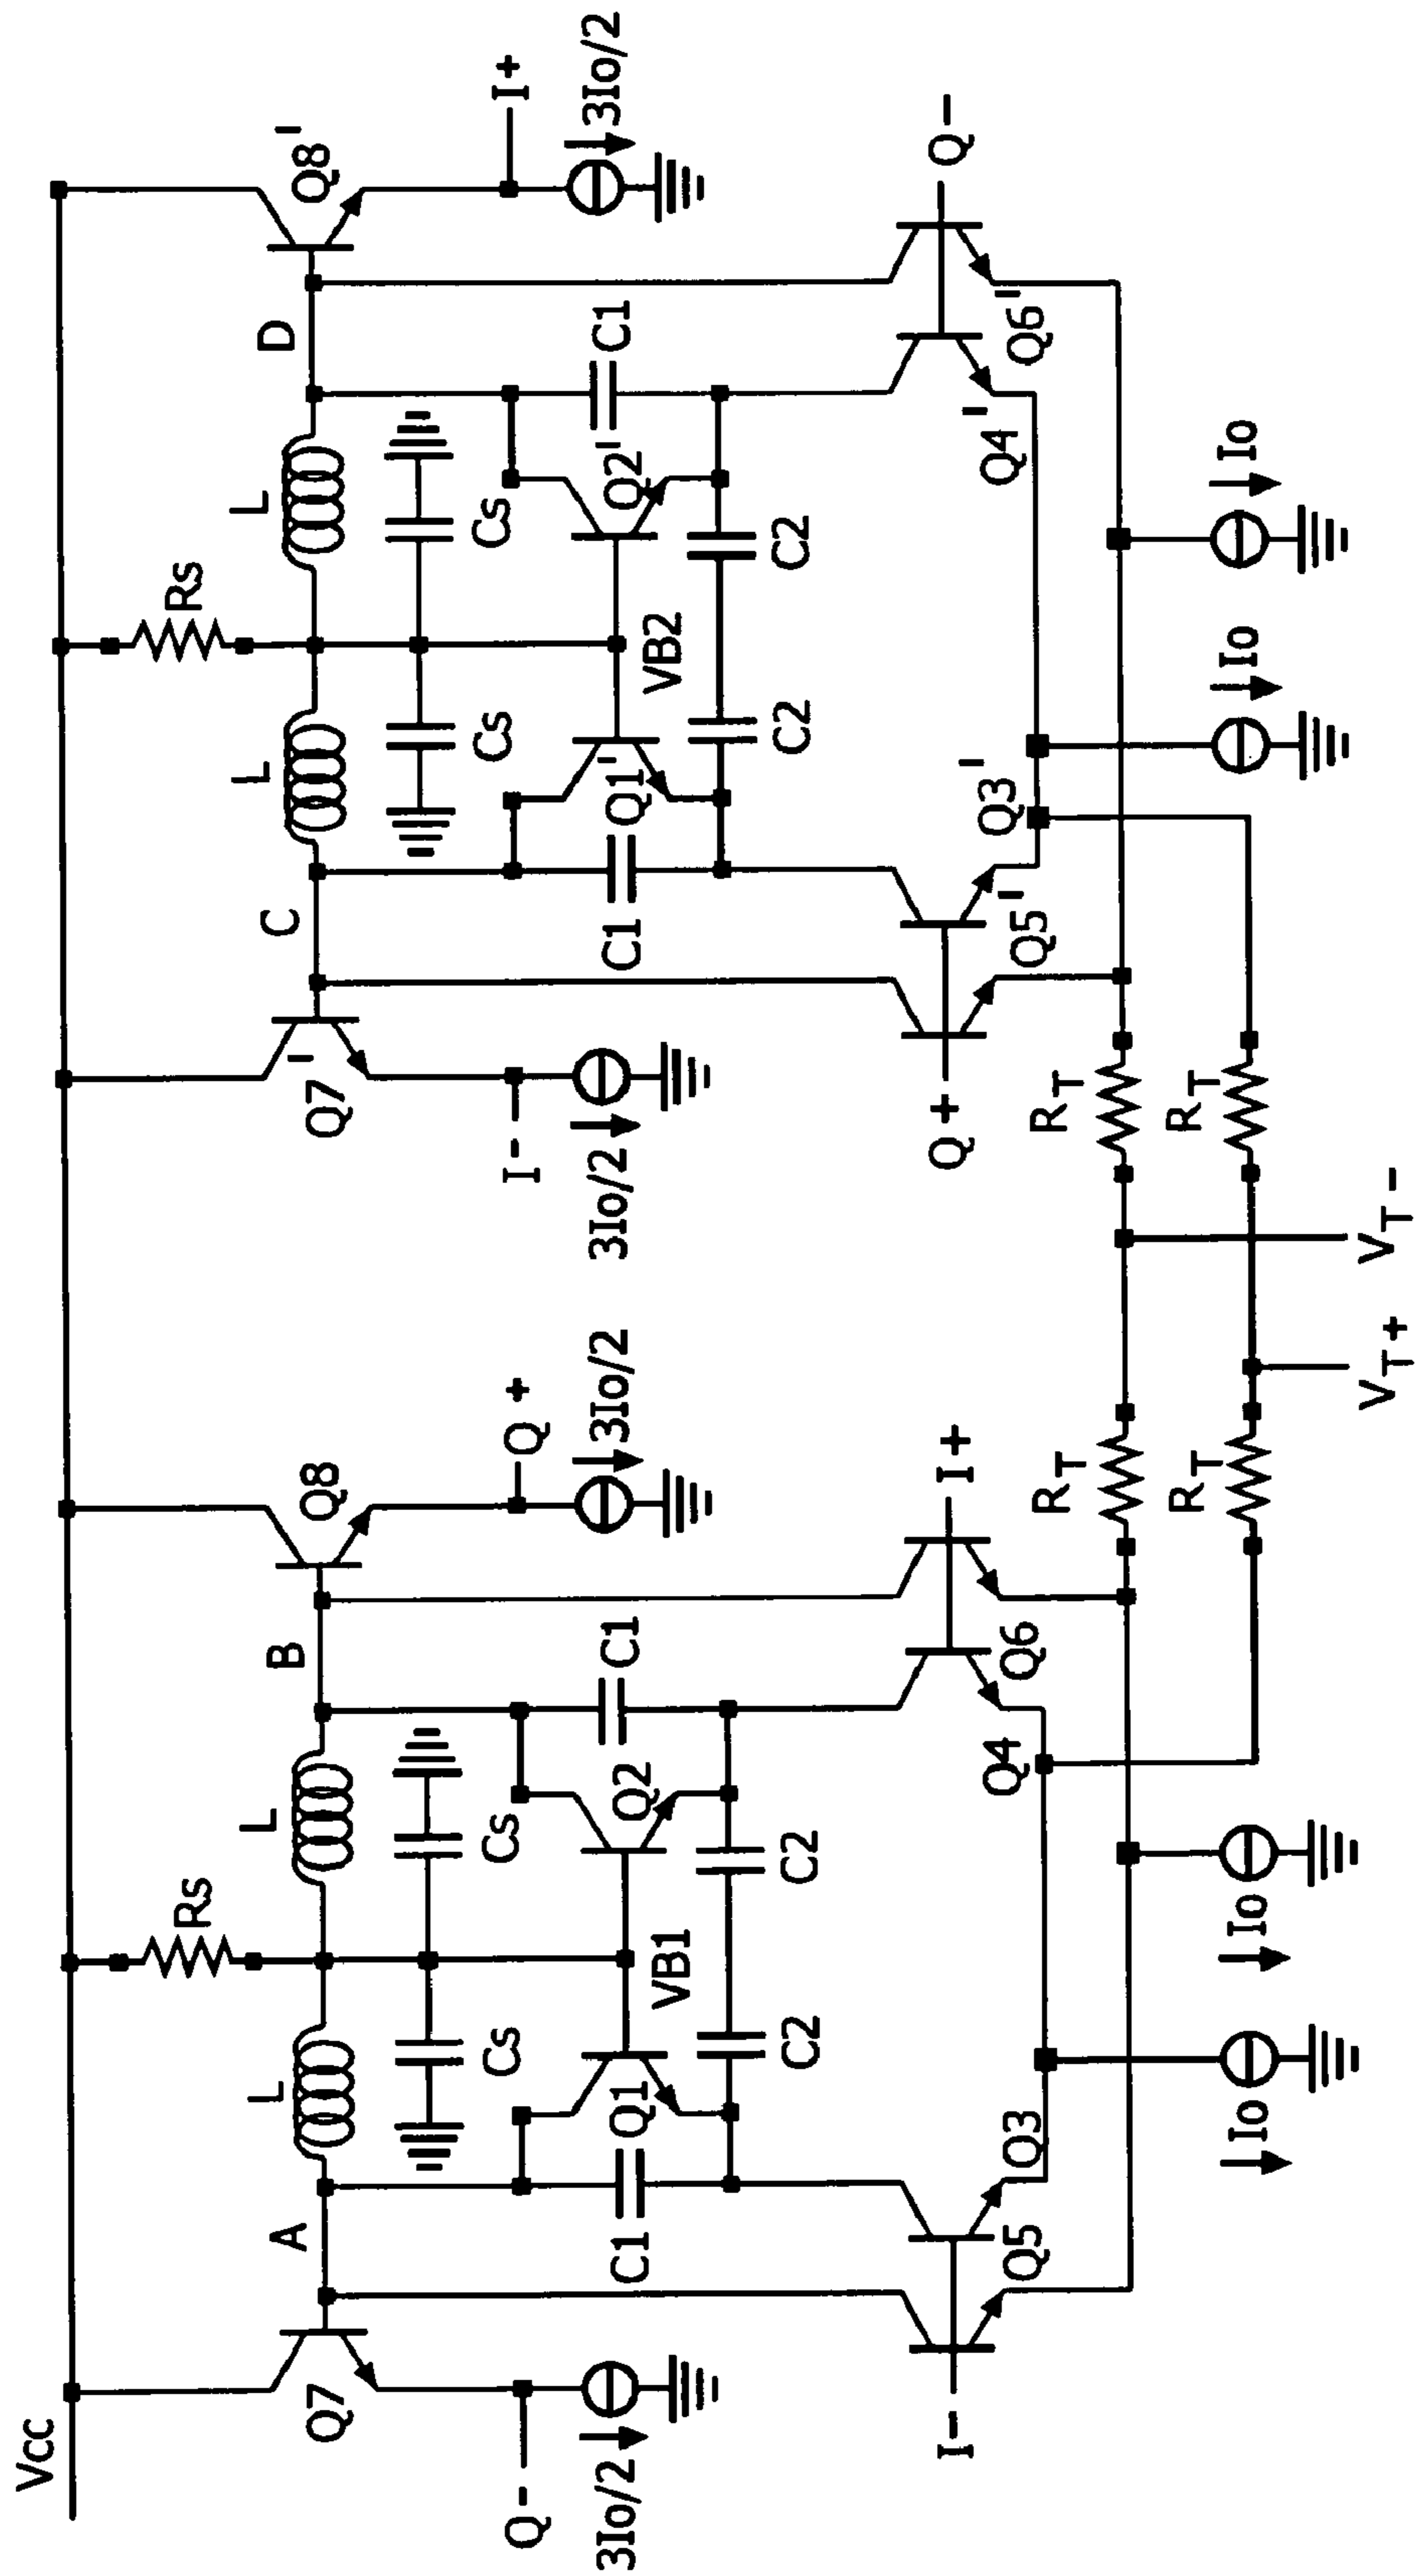 Vcc
Rs
Rs
L
L
L
L
A
B
C
D
Q7
Q8
Q7'
Q8'
Cs
Cs
Cs
Cs
Q-
Q+
I-
I+
C1
Q1
Q2
C1
C1
Q1'
Q2'
C1
3Io/2
3Io/2
3Io/2
3Io/2
VB1
VB2
C2
C2
C2
C2
I-
I+
Q+
Q-
Q5
Q3
Q4
Q6
Q5'
Q3'
Q4'
Q6'
RT
RT
RT
RT
Io
Io
Io
Io
VT+
VT-